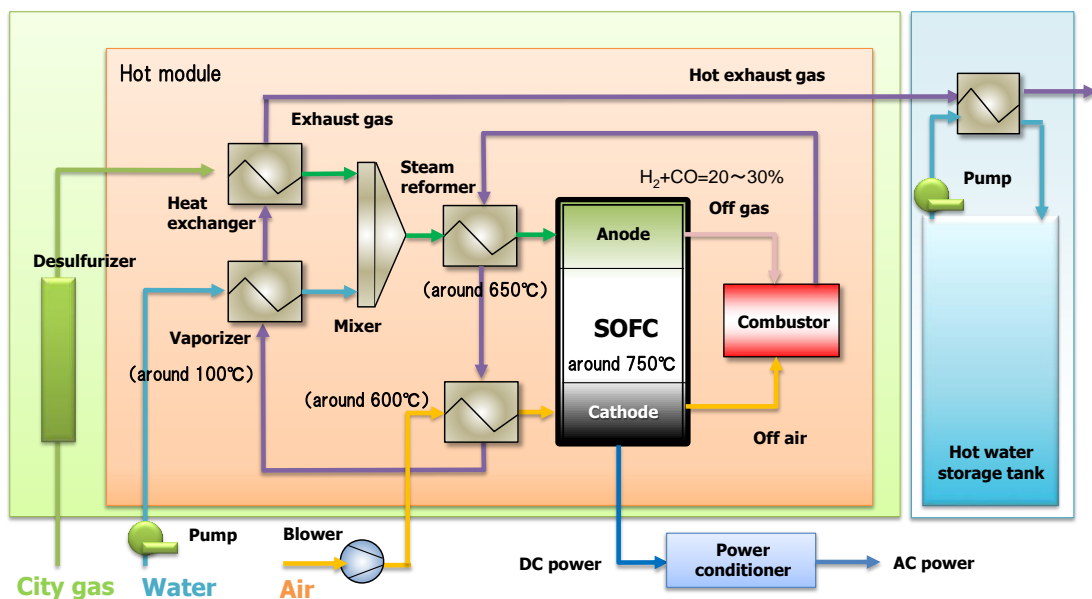 Hot module
Hot exhaust gas
Exhaust gas
Steam
reformer
H₂+CO=20～30%
Pump
Heat
exchanger
Off gas
Anode
Desulfurizer
(around 650℃)
Mixer
SOFC
Combustor
Vaporizer
around 750℃
(around 100℃)
(around 600℃)
Cathode
Off air
Hot water
storage tank
Pump
Blower
DC power
Power
conditioner
AC power
City gas
Water
Air